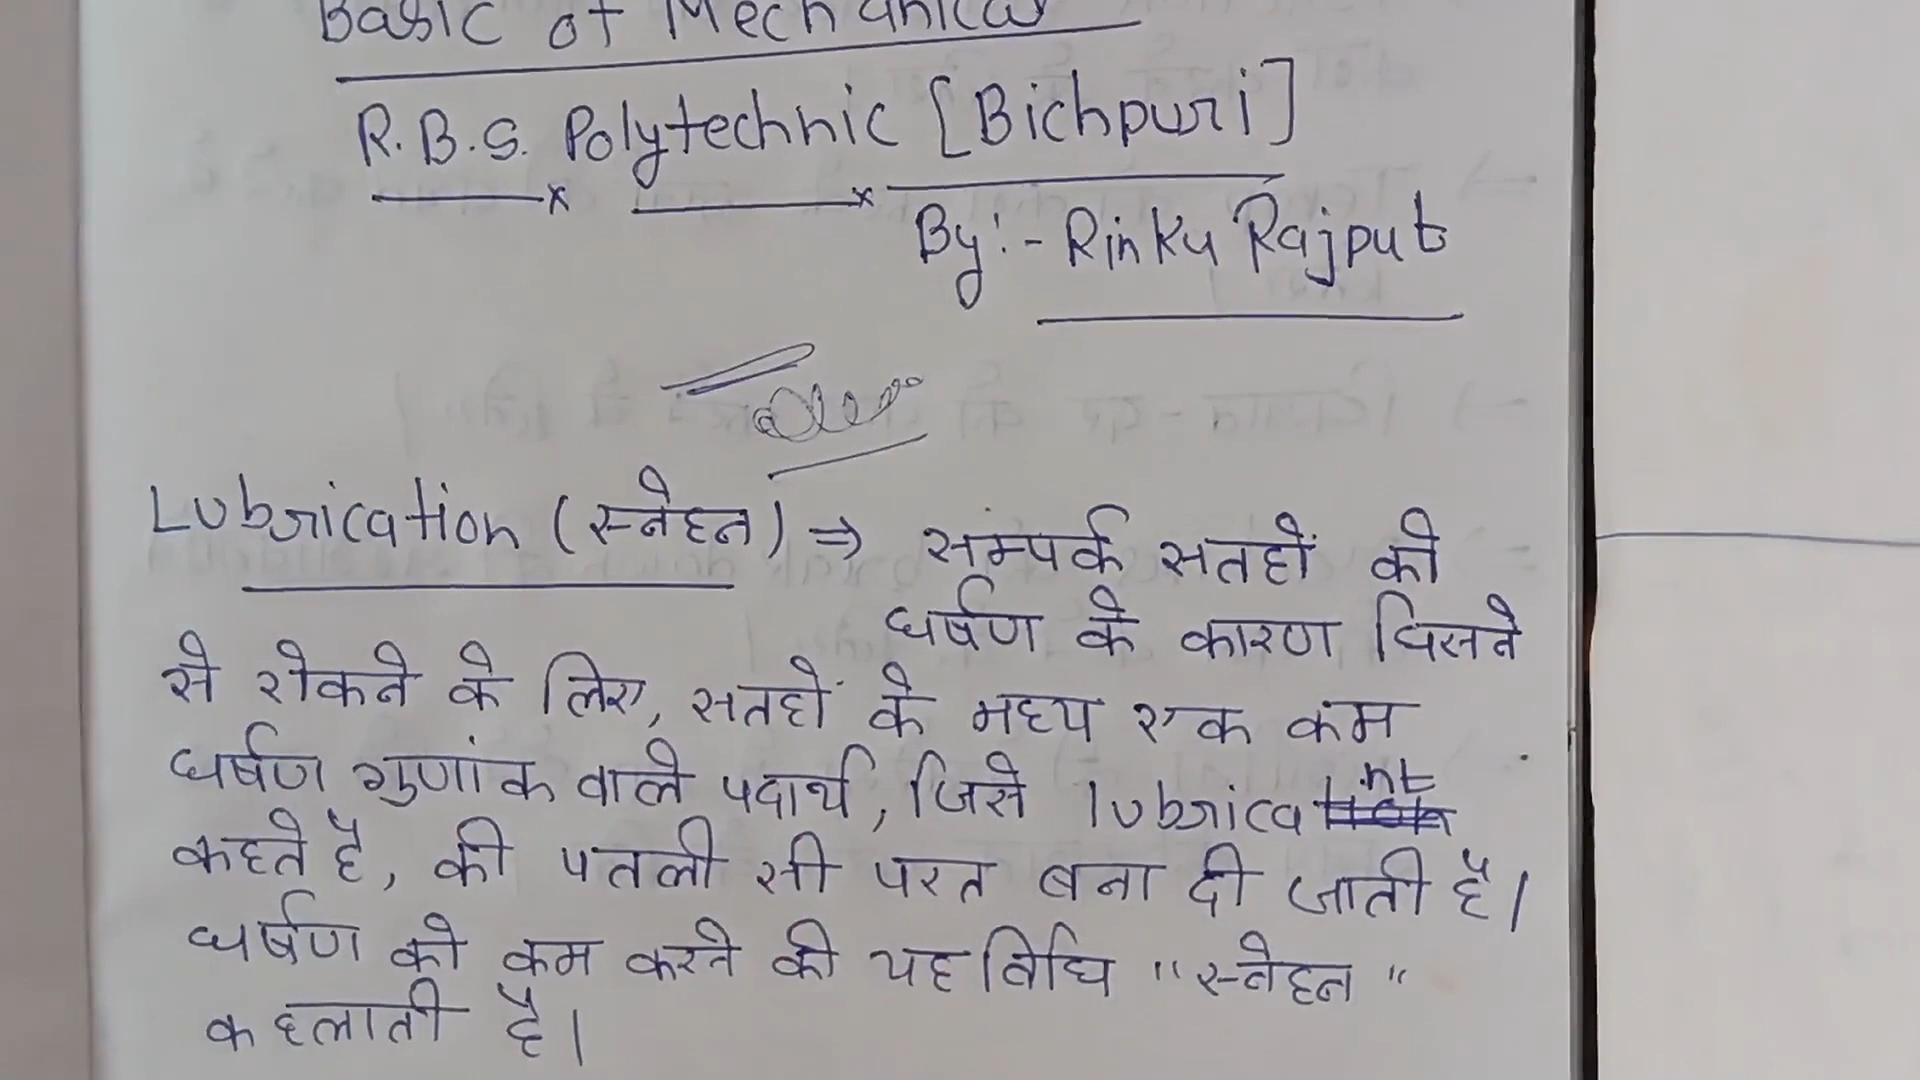 Basic of Mechanical
R.B.S. Polytechnic [Bichpuri]
By:- Rinku Rajput
Lubrication (स्नेहन) ⇒ सम्पर्क सतहों को
घर्षण के कारण घिसने
से रोकने के लिए, सतहों के मध्य एक कम
घर्षण गुणांक वाले पदार्थ, जिसे lubricant
कहते है, की पतली सी परत बना दी जाती है।
घर्षण को कम करने की यह विधि "स्नेहन"
कहलाती है।